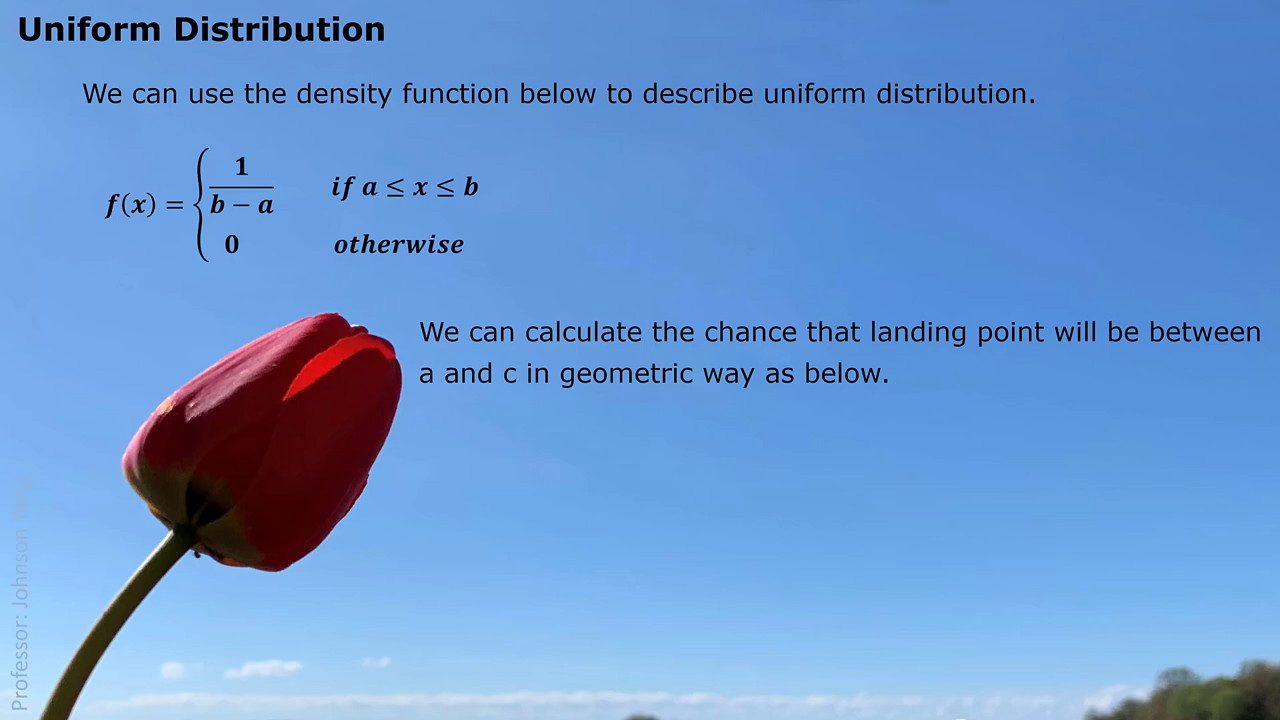 Uniform Distribution
We can use the density function below to describe uniform distribution.
f(x) = { 1/(b − a) if a ≤ x ≤ b
0 otherwise
We can calculate the chance that landing point will be between
a and c in geometric way as below.
Professor: Johnson